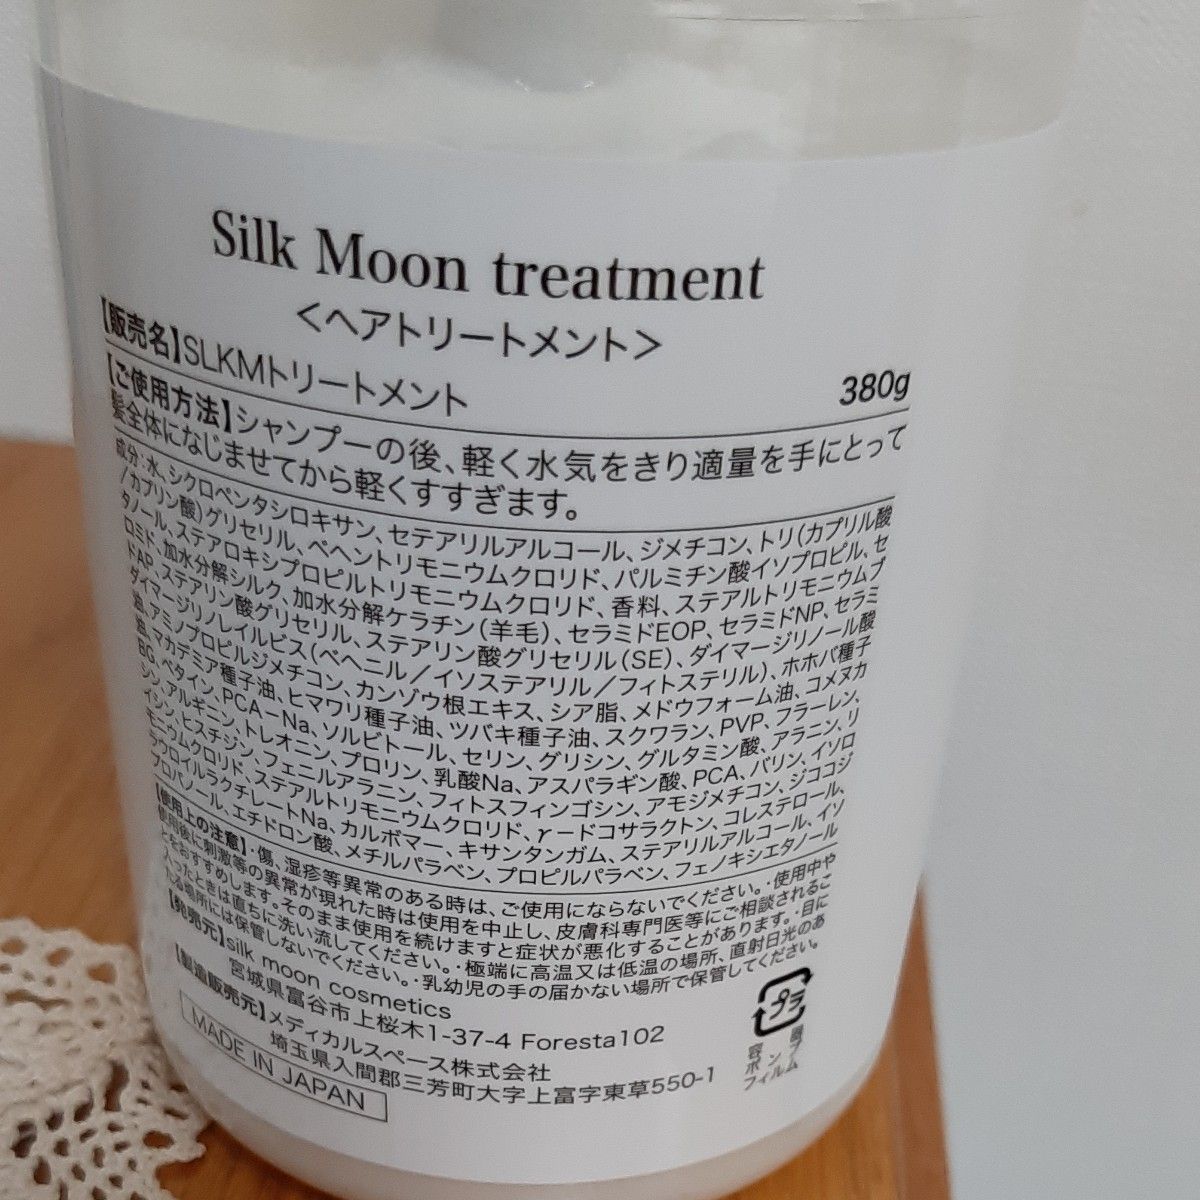 Silk Moon treatment
<ヘアトリートメント>
【販売名】SLKMトリートメント 380g
【ご使用方法】シャンプーの後、軽く水気をきり適量を手にとって
髪全体になじませてから軽くすすぎます。
成分:水、シクロペンタシロキサン、セテアリルアルコール、ジメチコン、トリ(カプリル酸
/カプリン酸)グリセリル、ベヘントリモニウムクロリド、パルミチン酸イソプロピル、セ
タノール、ステアロキシプロピルトリモニウムクロリド、香料、ステアルトリモニウムブ
ロミド、加水分解シルク、加水分解ケラチン(羊毛)、セラミドEOP、セラミドNP、セラミ
ドAP、ステアリン酸グリセリル、ステアリン酸グリセリル(SE)、ダイマージリノール酸
ダイマージリノレイルビス(ベヘニル/イソステアリル/フィトステリル)、ホホバ種子
油、アミノプロピルジメチコン、カンゾウ根エキス、シア脂、メドウフォーム油、コメヌカ
油、マカデミア種子油、ヒマワリ種子油、ツバキ種子油、スクワラン、PVP、フラーレン、
BG、ベタイン、PCA-Na、ソルビトール、セリン、グリシン、グルタミン酸、アラニン、リ
シン、アルギニン、トレオニン、プロリン、乳酸Na、アスパラギン酸、PCA、バリン、イソロ
イシン、ヒスチジン、フェニルアラニン、フィトスフィンゴシン、アモジメチコン、ジココジ
モニウムクロリド、ステアルトリモニウムクロリド、γ-ドコサラクトン、コレステロール、
ラウロイルラクチレートNa、カルボマー、キサンタンガム、ステアリルアルコール、イソ
プロパノール、エチドロン酸、メチルパラベン、プロピルパラベン、フェノキシエタノール
【使用上の注意】・傷、湿疹等異常のある時は、ご使用にならないでください。・使用中や
使用後に刺激等の異常が現れた時は使用を中止し、皮膚科専門医等にご相談されるこ
とをおすすめします。そのまま使用を続けますと症状が悪化することがあります。・目に
入ったときは直ちに洗い流してください。・極端に高温又は低温の場所、直射日光のあ
たる場所には保管しないでください。・乳幼児の手の届かない場所で保管してください。
【発売元】silk moon cosmetics
宮城県富谷市上桜木1-37-4 Foresta102
【製造販売元】メディカルスペース株式会社
埼玉県入間郡三芳町大字上富字東草550-1
MADE IN JAPAN
プラ
容器
ポンプ
フィルム